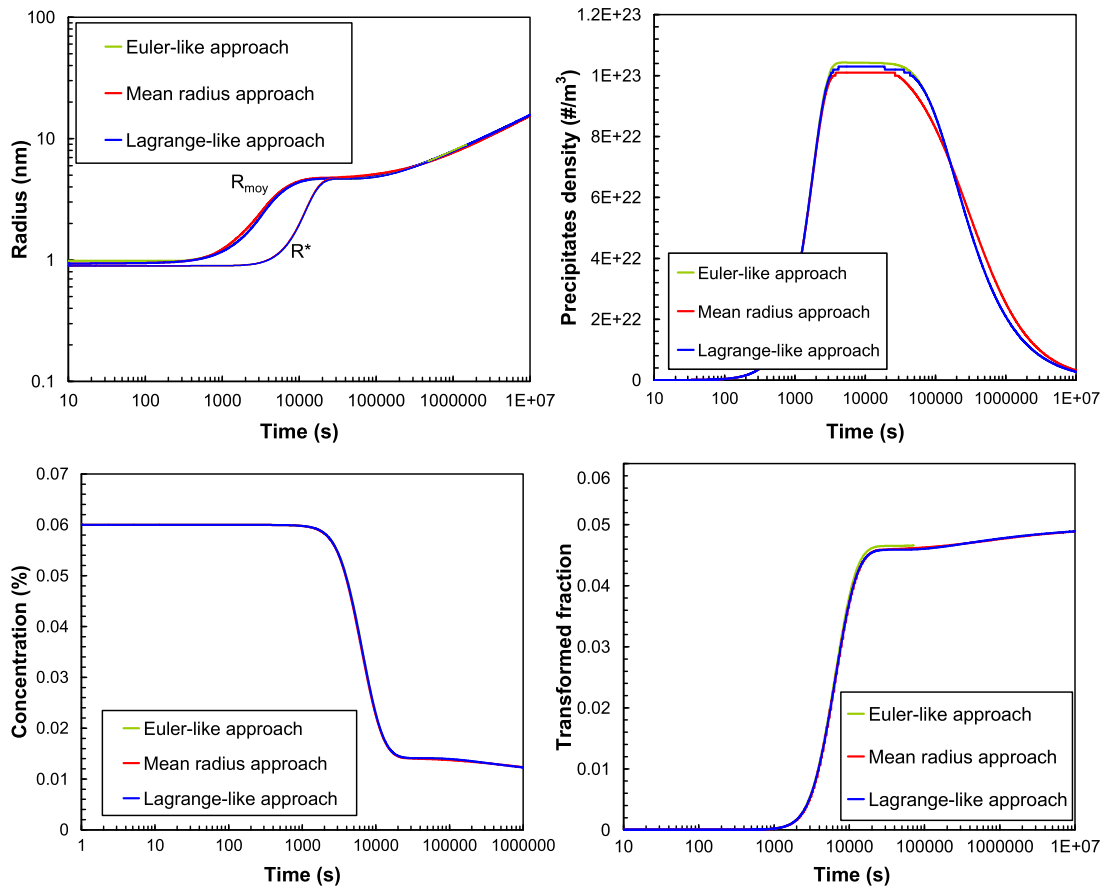 100
10
1
0.1
Radius (nm)
Euler-like approach
Mean radius approach
Lagrange-like approach
Rmoy
R*
10 100 1000 10000 100000 1000000 1E+07
Time (s)
1.2E+23
1E+23
8E+22
6E+22
4E+22
2E+22
0
Precipitates density (#/m³)
Euler-like approach
Mean radius approach
Lagrange-like approach
10 100 1000 10000 100000 1000000 1E+07
Time (s)
0.07
0.06
0.05
0.04
0.03
0.02
0.01
0
Concentration (%)
Euler-like approach
Mean radius approach
Lagrange-like approach
1 10 100 1000 10000 100000 1000000
Time (s)
0.06
0.05
0.04
0.03
0.02
0.01
0
Transformed fraction
Euler-like approach
Mean radius approach
Lagrange-like approach
10 100 1000 10000 100000 1000000 1E+07
Time (s)